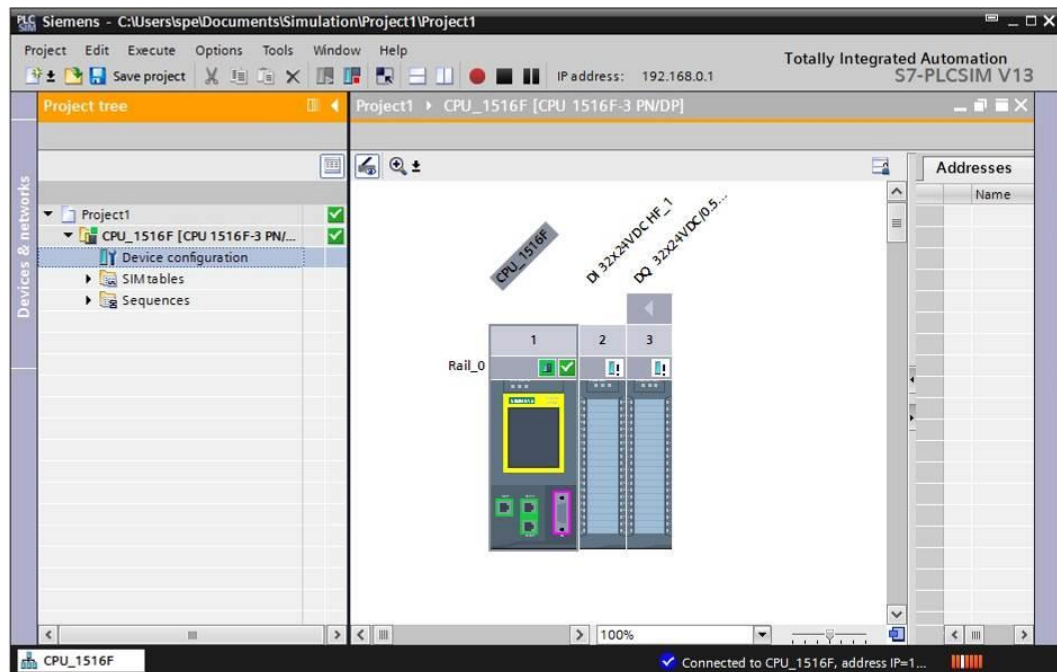 Siemens - C:\Users\spe\Documents\Simulation\Project1\Project1
Project Edit Execute Options Tools Window Help
Totally Integrated Automation
S7-PLCSIM V13
Save project
IP address: 192.168.0.1
Project tree
Project1 CPU_1516F [CPU 1516F-3 PN/DP]
Devices & networks
Addresses
Name
Project1
CPU_1516F [CPU 1516F-3 PN/...
Device configuration
SIM tables
Sequences
CPU_1516F
DI 32x24VDC HF_1
DQ 32x24VDC/0.5...
1 2 3
Rail_0
SIEMENS
100%
CPU_1516F
Connected to CPU_1516F, address IP=1...